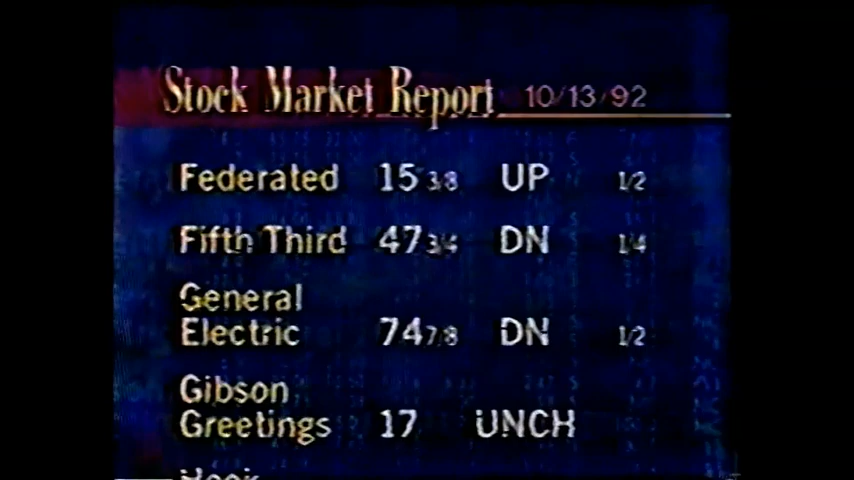 Stock Market Report 10/13/92
Federated 15 3/8 UP 1/2
Fifth Third 47 3/4 DN 1/4
General
Electric 74 7/8 DN 1/2
Gibson
Greetings 17 UNCH